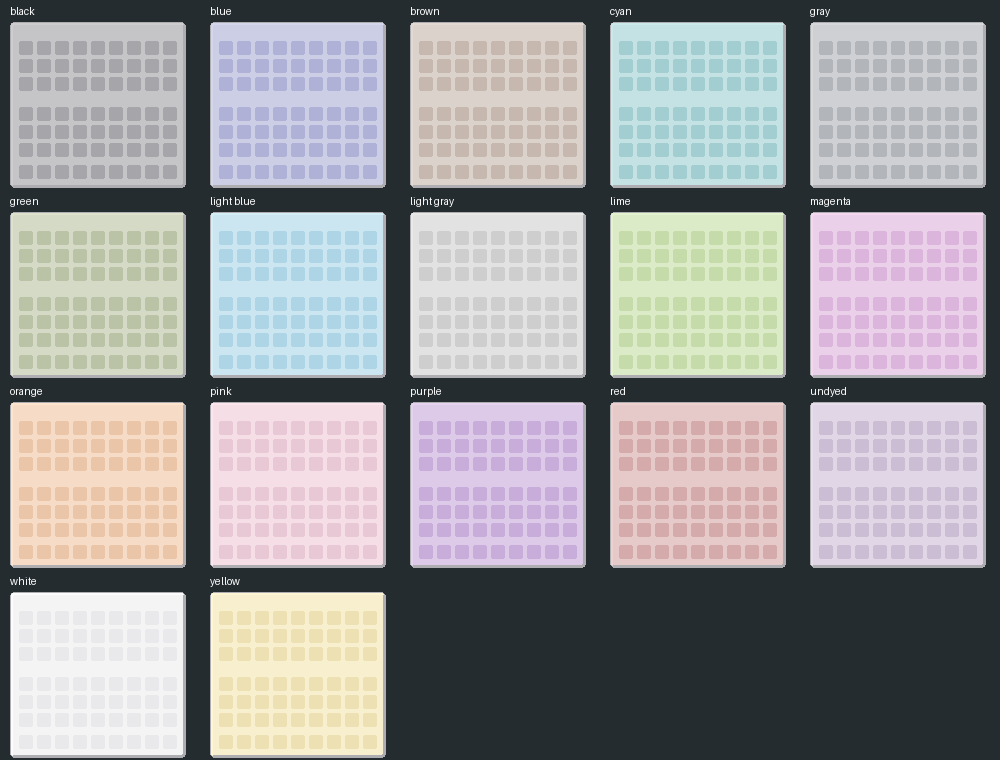 black blue brown cyan gray
green light blue light gray lime magenta
orange pink purple red undyed
white yellow